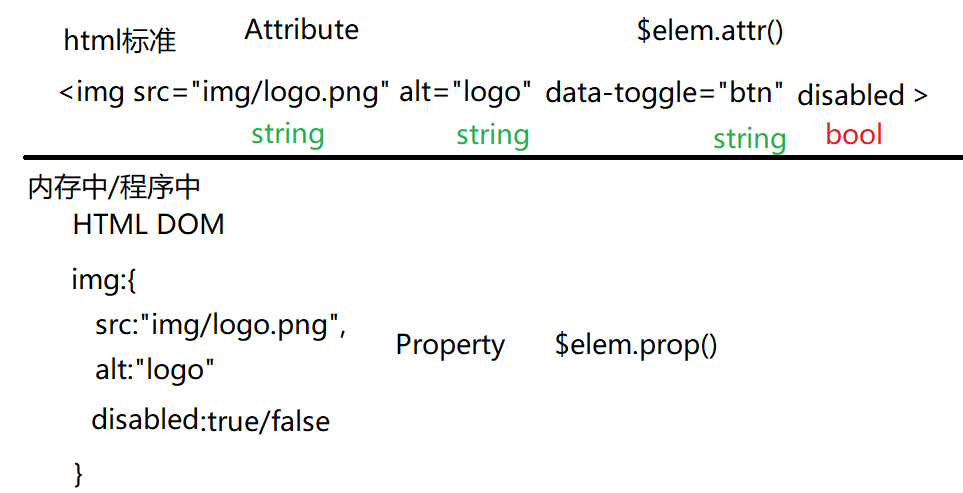 html标准 Attribute $elem.attr()
<img src="img/logo.png" alt="logo" data-toggle="btn" disabled >
string string string bool
内存中/程序中
HTML DOM
img:{
src:"img/logo.png",
Property $elem.prop()
alt:"logo"
disabled:true/false
}